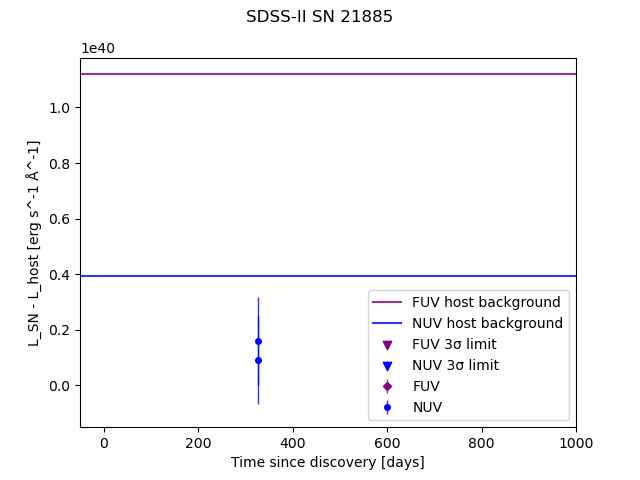 SDSS-II SN 21885
1e40
L_SN - L_host [erg s^-1 Å^-1]
1.0
0.8
0.6
0.4
0.2
0.0
FUV host background
NUV host background
FUV 3σ limit
NUV 3σ limit
FUV
NUV
0 200 400 600 800 1000
Time since discovery [days]